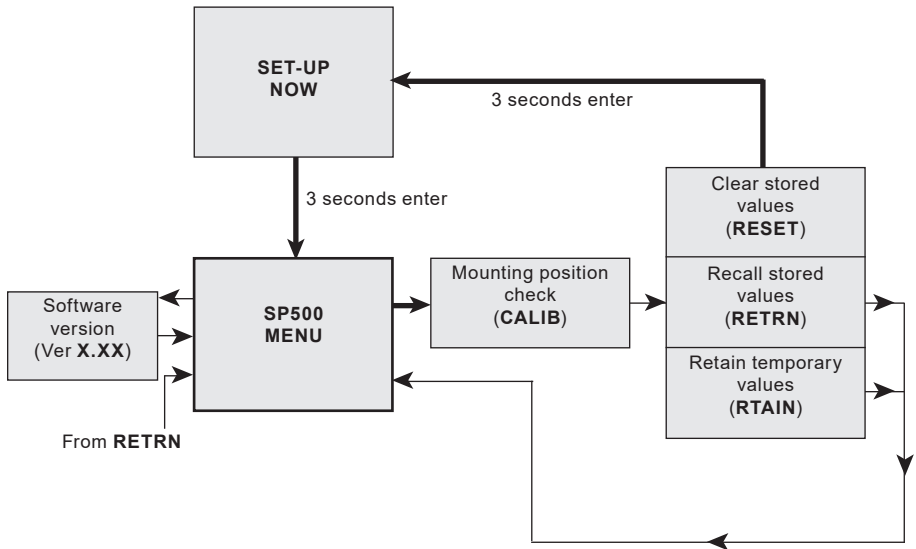 SET-UP
NOW
3 seconds enter
3 seconds enter
Clear stored
values
(RESET)
Software
version
(Ver X.XX)
SP500
MENU
Mounting position
check
(CALIB)
Recall stored
values
(RETRN)
Retain temporary
values
(RTAIN)
From RETRN